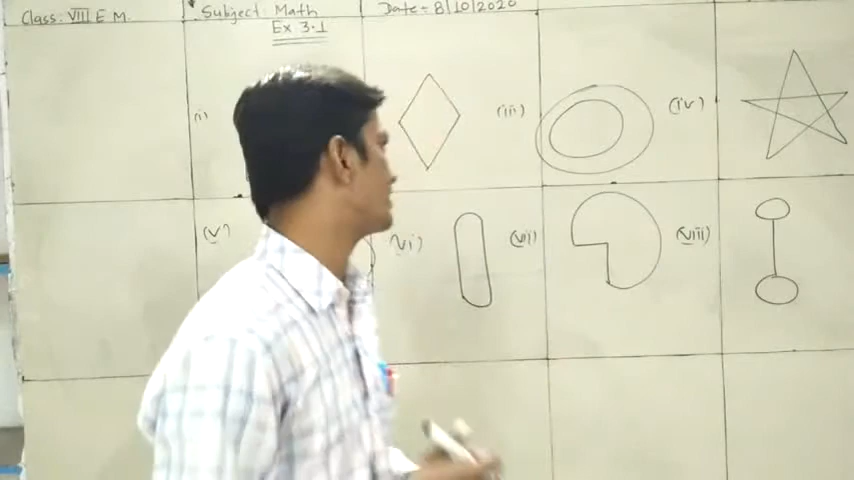 Class: VIII E M.
Subject: Math
Date = 8/10/2020
Ex 3.1
(i)
(iii)
(iv)
(v)
(vi)
(vii)
(viii)